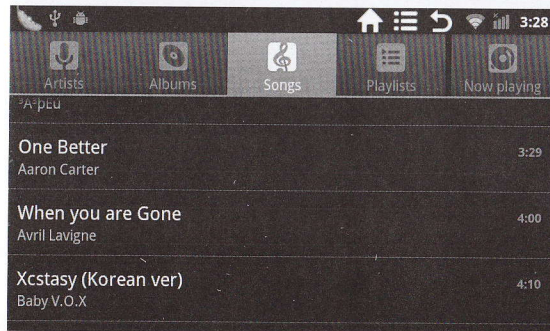 3:28
Artists Albums Songs Playlists Now playing
One Better 3:29
Aaron Carter
When you are Gone 4:00
Avril Lavigne
Xcstasy (Korean ver) 4:10
Baby V.O.X